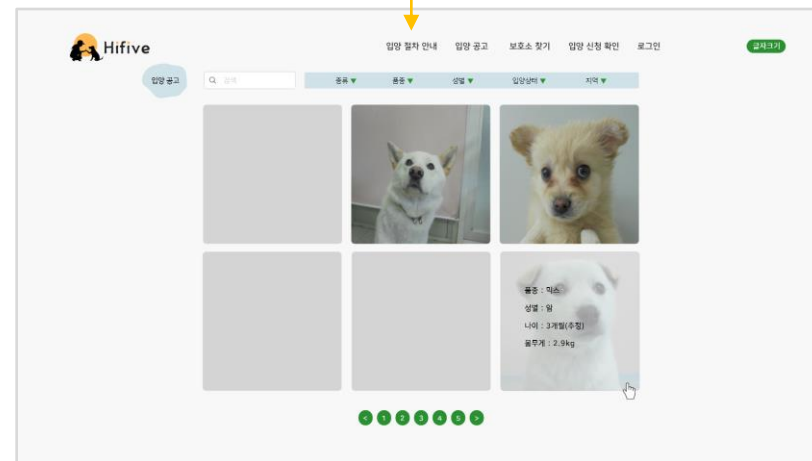 Hifive
입양 절차 안내 입양 공고 보호소 찾기 입양 신청 확인 로그인
글자크기
입양 공고
검색
종류 ▼ 품종 ▼ 성별 ▼ 입양상태 ▼ 지역 ▼
품종 : 믹스
성별 : 암
나이 : 3개월(추정)
몸무게 : 2.9kg
< 1 2 3 4 5 >